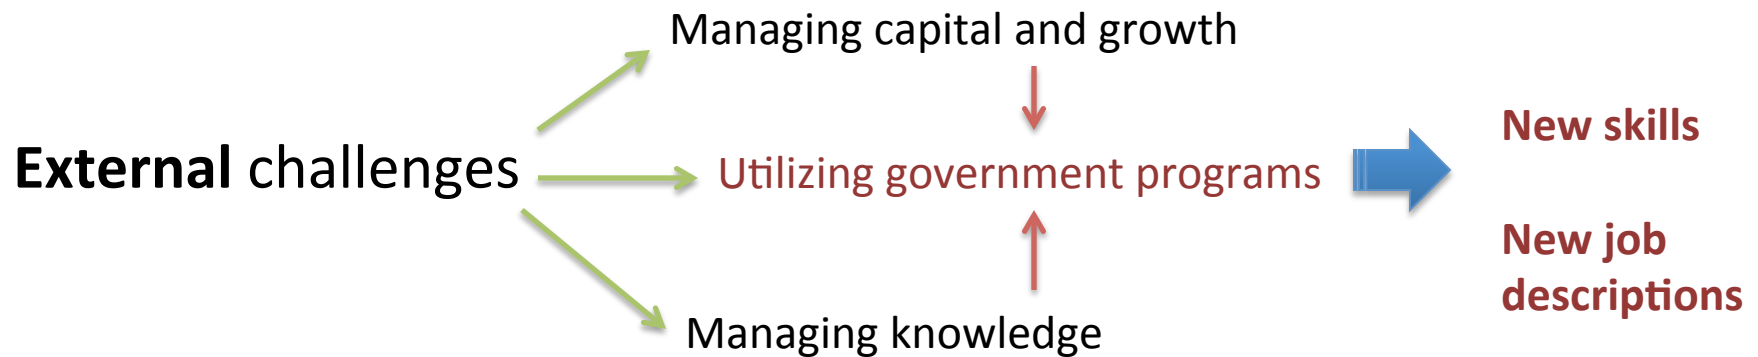 Managing capital and growth
External challenges
Utilizing government programs
Managing knowledge
New skills
New job
descriptions